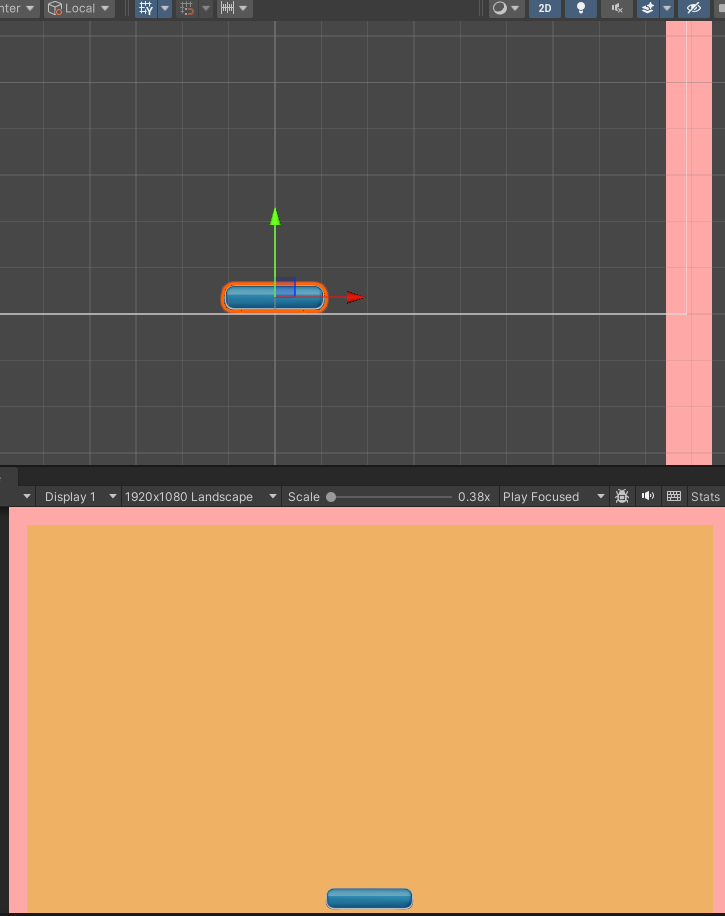 nter Local 2D
Display 1 1920x1080 Landscape Scale 0.38x Play Focused Stats